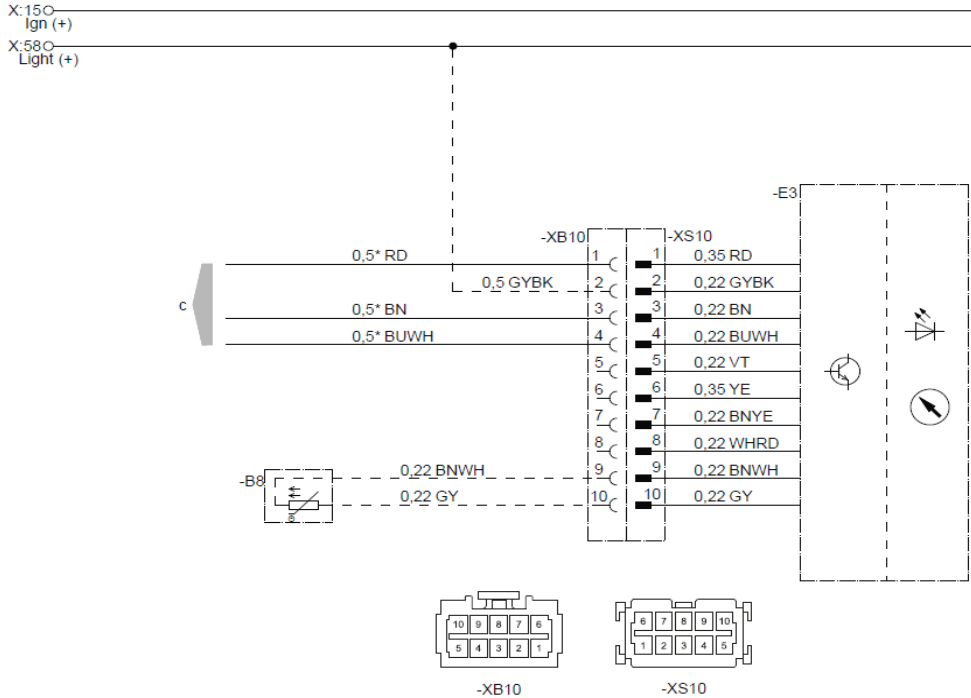 X:15
Ign (+)
X:58
Light (+)
-E3
-XB10
-XS10
0,5* RD
1
1
0,35 RD
0,5 GYBK
2
2
0,22 GYBK
c
0,5* BN
3
3
0,22 BN
0,5* BUWH
4
4
0,22 BUWH
5
5
0,22 VT
6
6
0,35 YE
7
7
0,22 BNYE
8
8
0,22 WHRD
-B8
0,22 BNWH
9
9
0,22 BNWH
0,22 GY
10
10
0,22 GY
10 9 8 7 6
5 4 3 2 1
-XB10
6 7 8 9 10
1 2 3 4 5
-XS10